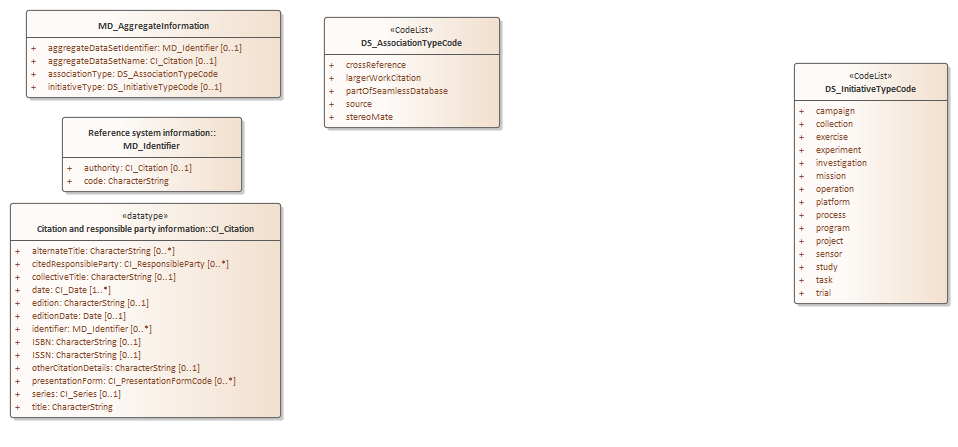 MD_AggregateInformation
+ aggregateDataSetIdentifier: MD_Identifier [0..1]
+ aggregateDataSetName: CI_Citation [0..1]
+ associationType: DS_AssociationTypeCode
+ initiativeType: DS_InitiativeTypeCode [0..1]
Reference system information::
MD_Identifier
+ authority: CI_Citation [0..1]
+ code: CharacterString
«datatype»
Citation and responsible party information::CI_Citation
+ alternateTitle: CharacterString [0..*]
+ citedResponsibleParty: CI_ResponsibleParty [0..*]
+ collectiveTitle: CharacterString [0..1]
+ date: CI_Date [1..*]
+ edition: CharacterString [0..1]
+ editionDate: Date [0..1]
+ identifier: MD_Identifier [0..*]
+ ISBN: CharacterString [0..1]
+ ISSN: CharacterString [0..1]
+ otherCitationDetails: CharacterString [0..1]
+ presentationForm: CI_PresentationFormCode [0..*]
+ series: CI_Series [0..1]
+ title: CharacterString
«CodeList»
DS_AssociationTypeCode
+ crossReference
+ largerWorkCitation
+ partOfSeamlessDatabase
+ source
+ stereoMate
«CodeList»
DS_InitiativeTypeCode
+ campaign
+ collection
+ exercise
+ experiment
+ investigation
+ mission
+ operation
+ platform
+ process
+ program
+ project
+ sensor
+ study
+ task
+ trial